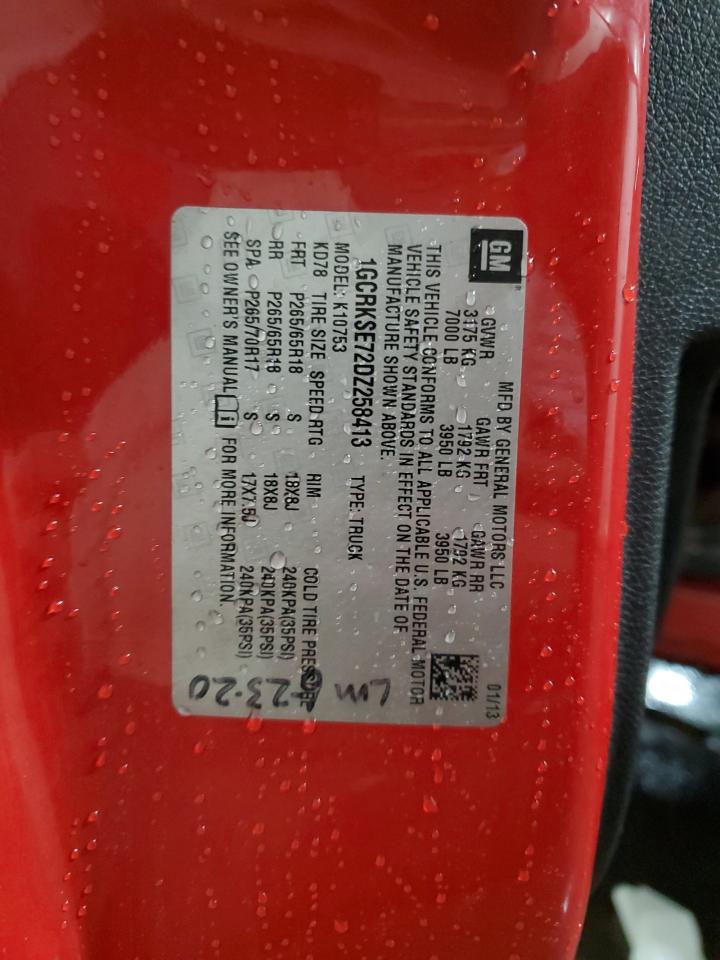 GM
MFD BY GENERAL MOTORS LLC 01/13
GVWR GAWR FRT GAWR RR
3175 KG 1792 KG 1792 KG
7000 LB 3950 LB 3950 LB
THIS VEHICLE CONFORMS TO ALL APPLICABLE U.S. FEDERAL MOTOR
VEHICLE SAFETY STANDARDS IN EFFECT ON THE DATE OF
MANUFACTURE SHOWN ABOVE.
1GCRKSE72DZ258413 TYPE: TRUCK
MODEL: K10753
KD78 TIRE SIZE SPEED RTG RIM COLD TIRE PRESSURE
FRT P265/65R18 S 18X8J 240KPA(35PSI)
RR P265/65R18 S 18X8J 240KPA(35PSI)
SPA P265/70R17 S 17X7.5J 240KPA(35PSI)
SEE OWNER'S MANUAL i FOR MORE INFORMATION.
23-20